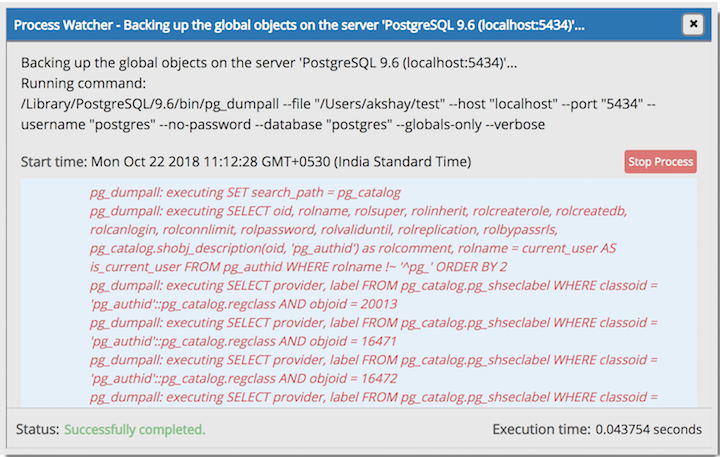 Process Watcher - Backing up the global objects on the server 'PostgreSQL 9.6 (localhost:5434)'...
Backing up the global objects on the server 'PostgreSQL 9.6 (localhost:5434)'...
Running command:
/Library/PostgreSQL/9.6/bin/pg_dumpall --file "/Users/akshay/test" --host "localhost" --port "5434" --
username "postgres" --no-password --database "postgres" --globals-only --verbose
Start time: Mon Oct 22 2018 11:12:28 GMT+0530 (India Standard Time)
Stop Process
pg_dumpall: executing SET search_path = pg_catalog
pg_dumpall: executing SELECT oid, rolname, rolsuper, rolinherit, rolcreaterole, rolcreatedb,
rolcanlogin, rolconnlimit, rolpassword, rolvaliduntil, rolreplication, rolbypassrls,
pg_catalog.shobj_description(oid, 'pg_authid') as rolcomment, rolname = current_user AS
is_current_user FROM pg_authid WHERE rolname !~ '^pg_' ORDER BY 2
pg_dumpall: executing SELECT provider, label FROM pg_catalog.pg_shseclabel WHERE classoid =
'pg_authid'::pg_catalog.regclass AND objoid = 20013
pg_dumpall: executing SELECT provider, label FROM pg_catalog.pg_shseclabel WHERE classoid =
'pg_authid'::pg_catalog.regclass AND objoid = 16471
pg_dumpall: executing SELECT provider, label FROM pg_catalog.pg_shseclabel WHERE classoid =
'pg_authid'::pg_catalog.regclass AND objoid = 16472
pg_dumpall: executing SELECT provider, label FROM pg_catalog.pg_shseclabel WHERE classoid =
Status: Successfully completed.
Execution time: 0.043754 seconds